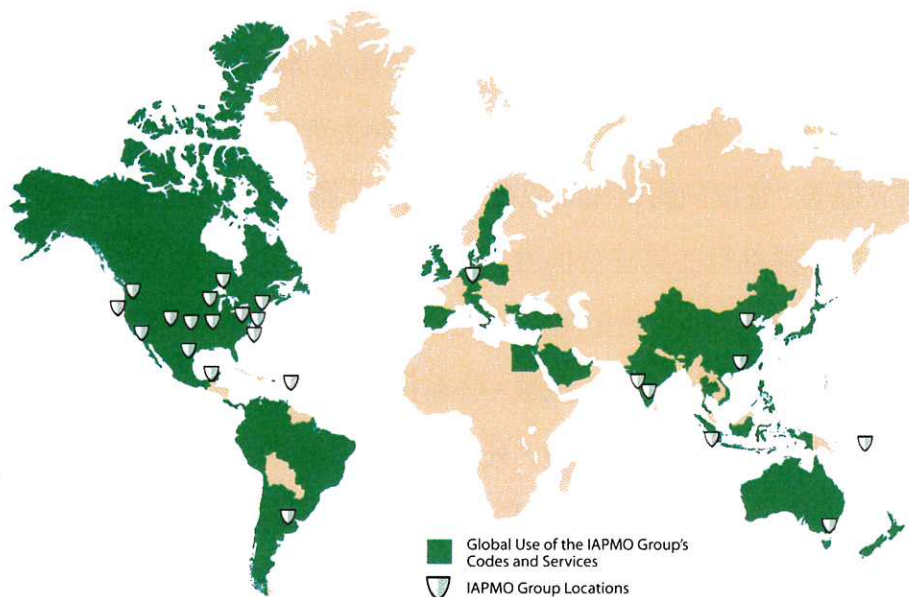 Global Use of the IAPMO Group's
Codes and Services
IAPMO Group Locations